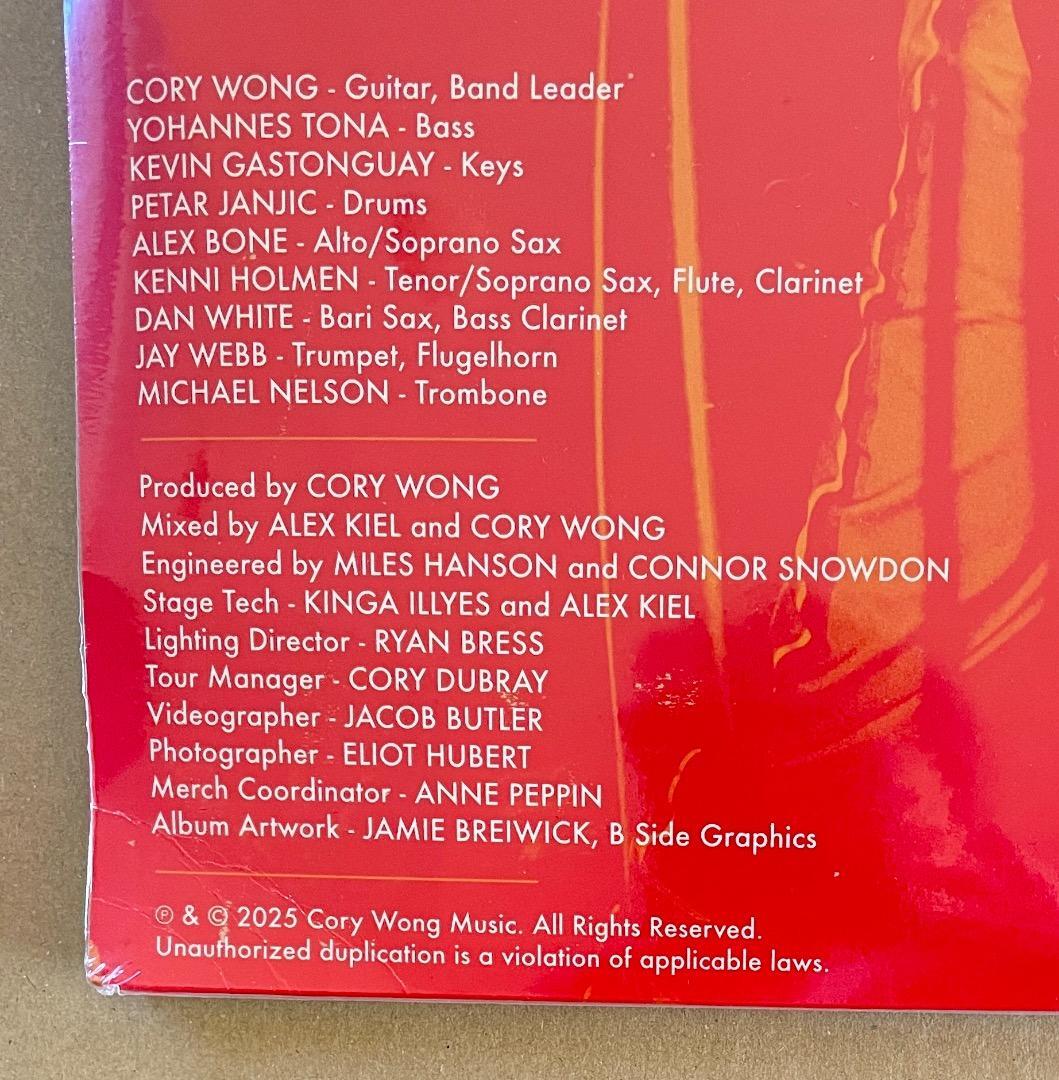 CORY WONG - Guitar, Band Leader
YOHANNES TONA - Bass
KEVIN GASTONGUAY - Keys
PETAR JANJIC - Drums
ALEX BONE - Alto/Soprano Sax
KENNI HOLMEN - Tenor/Soprano Sax, Flute, Clarinet
DAN WHITE - Bari Sax, Bass Clarinet
JAY WEBB - Trumpet, Flugelhorn
MICHAEL NELSON - Trombone
Produced by CORY WONG
Mixed by ALEX KIEL and CORY WONG
Engineered by MILES HANSON and CONNOR SNOWDON
Stage Tech - KINGA ILLYES and ALEX KIEL
Lighting Director - RYAN BRESS
Tour Manager - CORY DUBRAY
Videographer - JACOB BUTLER
Photographer - ELIOT HUBERT
Merch Coordinator - ANNE PEPPIN
Album Artwork - JAMIE BREIWICK, B Side Graphics
℗ & © 2025 Cory Wong Music. All Rights Reserved.
Unauthorized duplication is a violation of applicable laws.